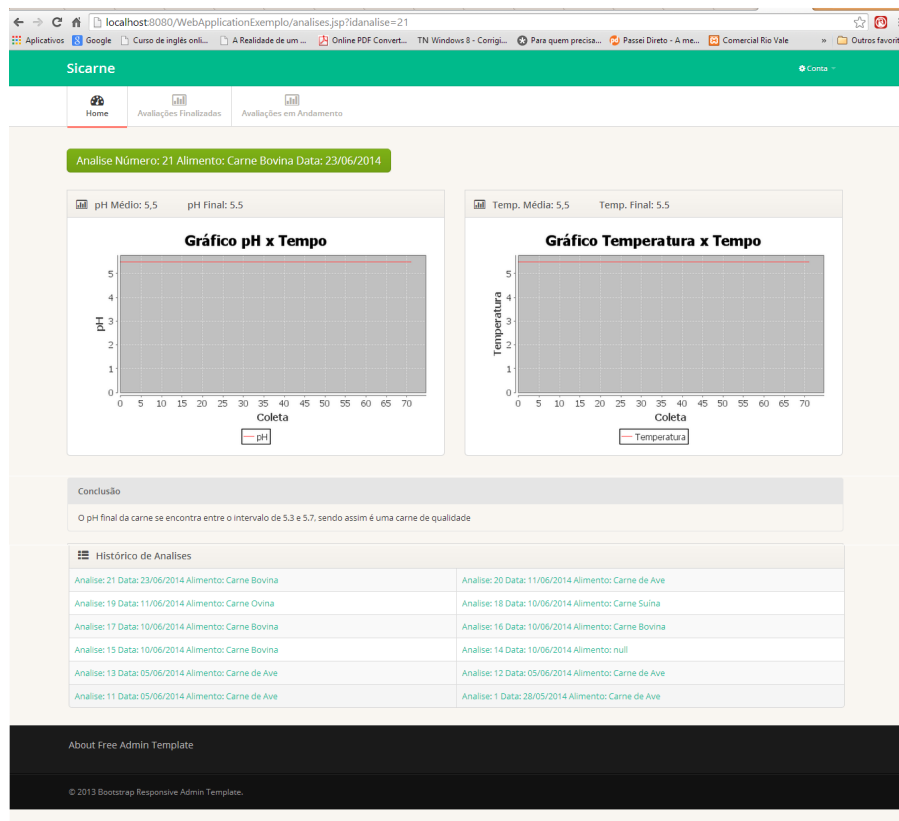 localhost:8080/WebApplicationExemplo/analises.jsp?idanalise=21
Aplicativos Google Curso de inglês onli... A Realidade de um ... Online PDF Convert... TN Windows 8 - Corrigi... Para quem precisa... Passei Direto - A me... Comercial Rio Vale » Outros favorit
Sicarne
Conta
Home Avaliações Finalizadas Avaliações em Andamento
Analise Número: 21 Alimento: Carne Bovina Data: 23/06/2014
pH Médio: 5,5 pH Final: 5.5
Gráfico pH x Tempo
pH
5
4
3
2
1
0
0 5 10 15 20 25 30 35 40 45 50 55 60 65 70
Coleta
pH
Temp. Média: 5,5 Temp. Final: 5.5
Gráfico Temperatura x Tempo
Temperatura
5
4
3
2
1
0
0 5 10 15 20 25 30 35 40 45 50 55 60 65 70
Coleta
Temperatura
Conclusão
O pH final da carne se encontra entre o intervalo de 5.3 e 5.7, sendo assim é uma carne de qualidade
Histórico de Analises
Analise: 21 Data: 23/06/2014 Alimento: Carne Bovina Analise: 20 Data: 11/06/2014 Alimento: Carne de Ave
Analise: 19 Data: 11/06/2014 Alimento: Carne Ovina Analise: 18 Data: 10/06/2014 Alimento: Carne Suína
Analise: 17 Data: 10/06/2014 Alimento: Carne Bovina Analise: 16 Data: 10/06/2014 Alimento: Carne Bovina
Analise: 15 Data: 10/06/2014 Alimento: Carne Bovina Analise: 14 Data: 10/06/2014 Alimento: null
Analise: 13 Data: 05/06/2014 Alimento: Carne de Ave Analise: 12 Data: 05/06/2014 Alimento: Carne de Ave
Analise: 11 Data: 05/06/2014 Alimento: Carne de Ave Analise: 1 Data: 28/05/2014 Alimento: Carne de Ave
About Free Admin Template
© 2013 Bootstrap Responsive Admin Template.